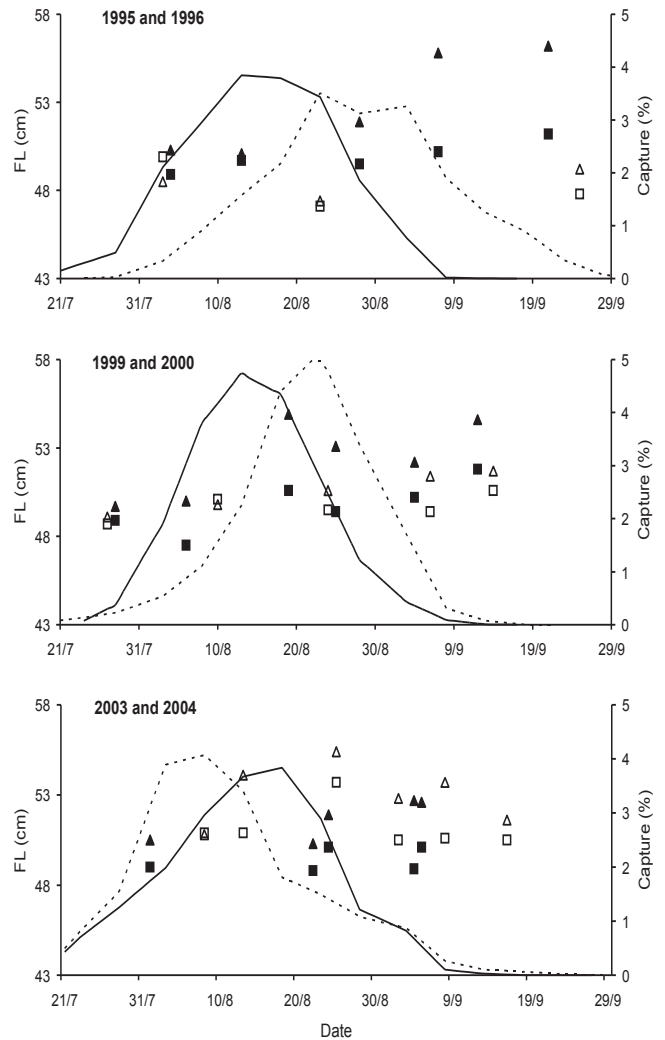 1995 and 1996
58
53
48
43
FL (cm)
5
4
3
2
1
0
Capture (%)
21/7 31/7 10/8 20/8 30/8 9/9 19/9 29/9
1999 and 2000
58
53
48
43
FL (cm)
5
4
3
2
1
0
Capture (%)
21/7 31/7 10/8 20/8 30/8 9/9 19/9 29/9
2003 and 2004
58
53
48
43
FL (cm)
5
4
3
2
1
0
Capture (%)
21/7 31/7 10/8 20/8 30/8 9/9 19/9 29/9
Date